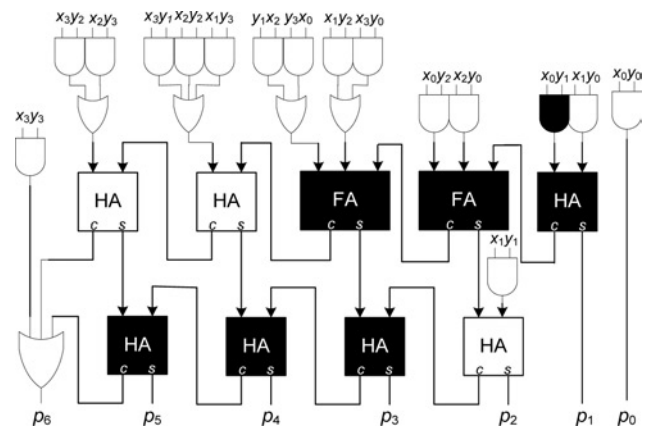 x₃y₂ x₂y₃ x₃y₁ x₂y₂ x₁y₃ y₁x₂ y₃x₀ x₁y₂ x₃y₀
x₀y₂ x₂y₀ x₀y₁ x₁y₀ x₀y₀
x₃y₃
HA HA FA FA HA
c s c s c s c s c s
x₁y₁
HA HA HA HA
c s c s c s c s
p₆ p₅ p₄ p₃ p₂ p₁ p₀